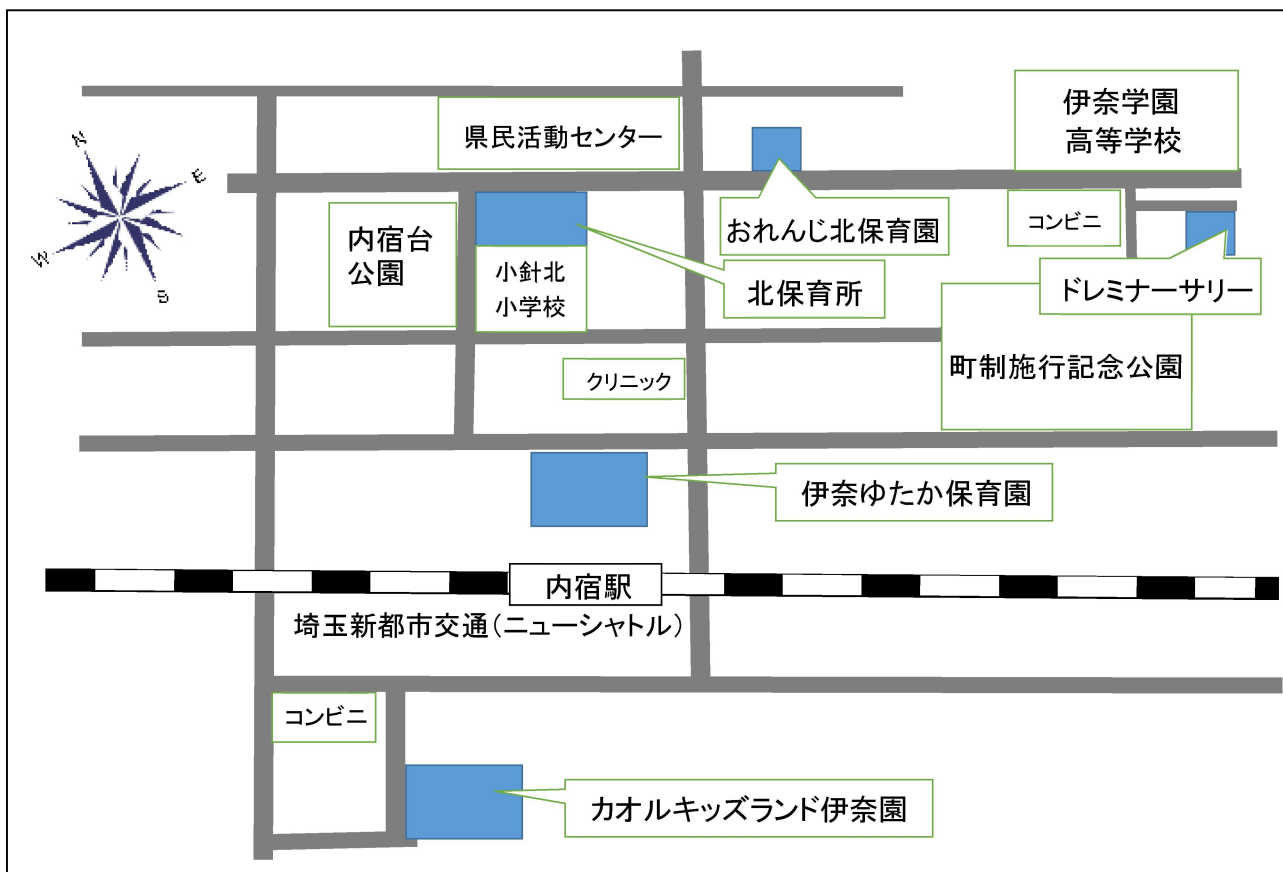 県民活動センター
伊奈学園
高等学校
N
E
W
S
おれんじ北保育園
コンビニ
内宿台
公園
小針北
小学校
北保育所
ドレミナーサリー
クリニック
町制施行記念公園
伊奈ゆたか保育園
内宿駅
埼玉新都市交通(ニューシャトル)
コンビニ
カオルキッズランド伊奈園